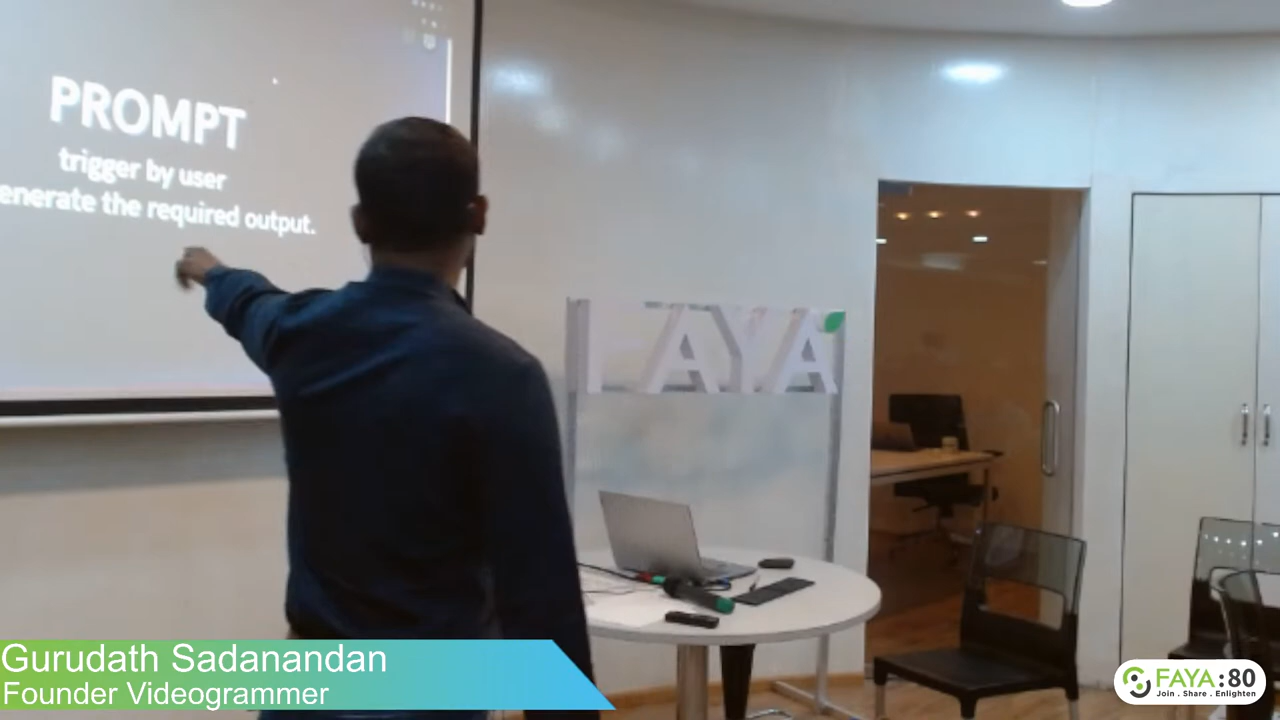 PROMPT
trigger by user
enerate the required output.
FAYA
Gurudath Sadanandan
Founder Videogrammer
FAYA:80
Join . Share . Enlighten